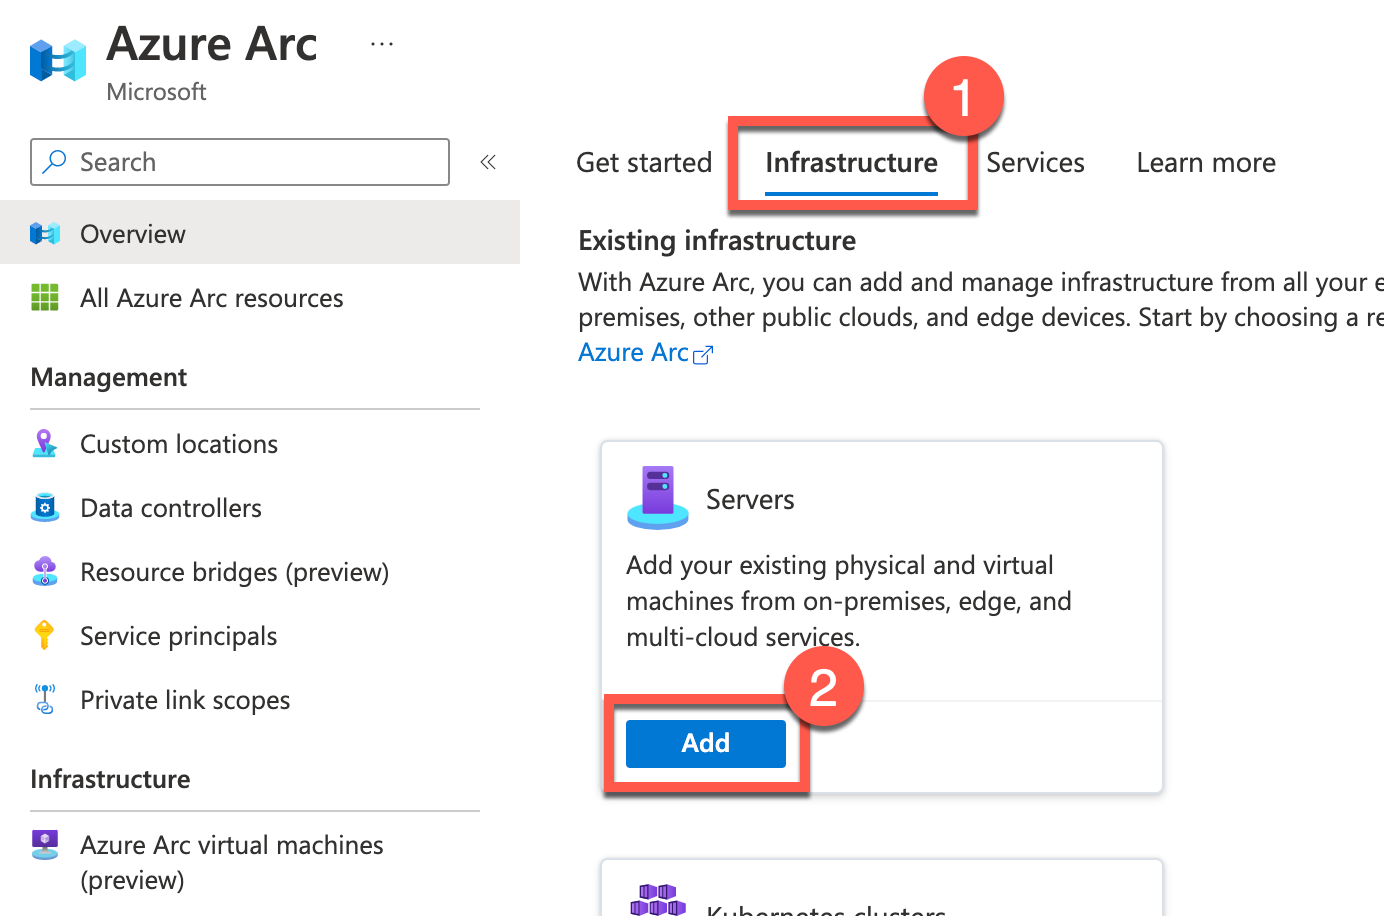 Azure Arc
...
Microsoft
Search
«
Overview
All Azure Arc resources
Management
Custom locations
Data controllers
Resource bridges (preview)
Service principals
Private link scopes
Infrastructure
Azure Arc virtual machines
(preview)
1
Get started Infrastructure Services Learn more
Existing infrastructure
With Azure Arc, you can add and manage infrastructure from all your e
premises, other public clouds, and edge devices. Start by choosing a re
Azure Arc
Servers
Add your existing physical and virtual
machines from on-premises, edge, and
multi-cloud services.
2
Add
Kubernetes clusters